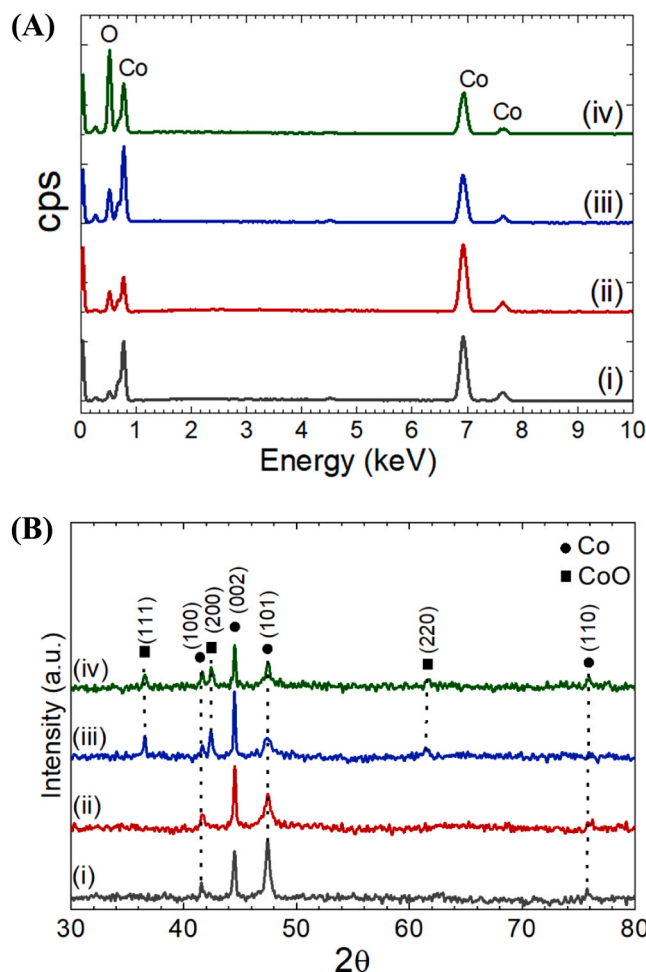 (A)
O
Co
Co
Co
(iv)
(iii)
(ii)
(i)
cps
0 1 2 3 4 5 6 7 8 9 10
Energy (keV)
(B)
● Co
■ CoO
(111)
(100)
(200)
(002)
(101)
(220)
(110)
(iv)
(iii)
(ii)
(i)
Intensity (a.u.)
30 40 50 60 70 80
2θ